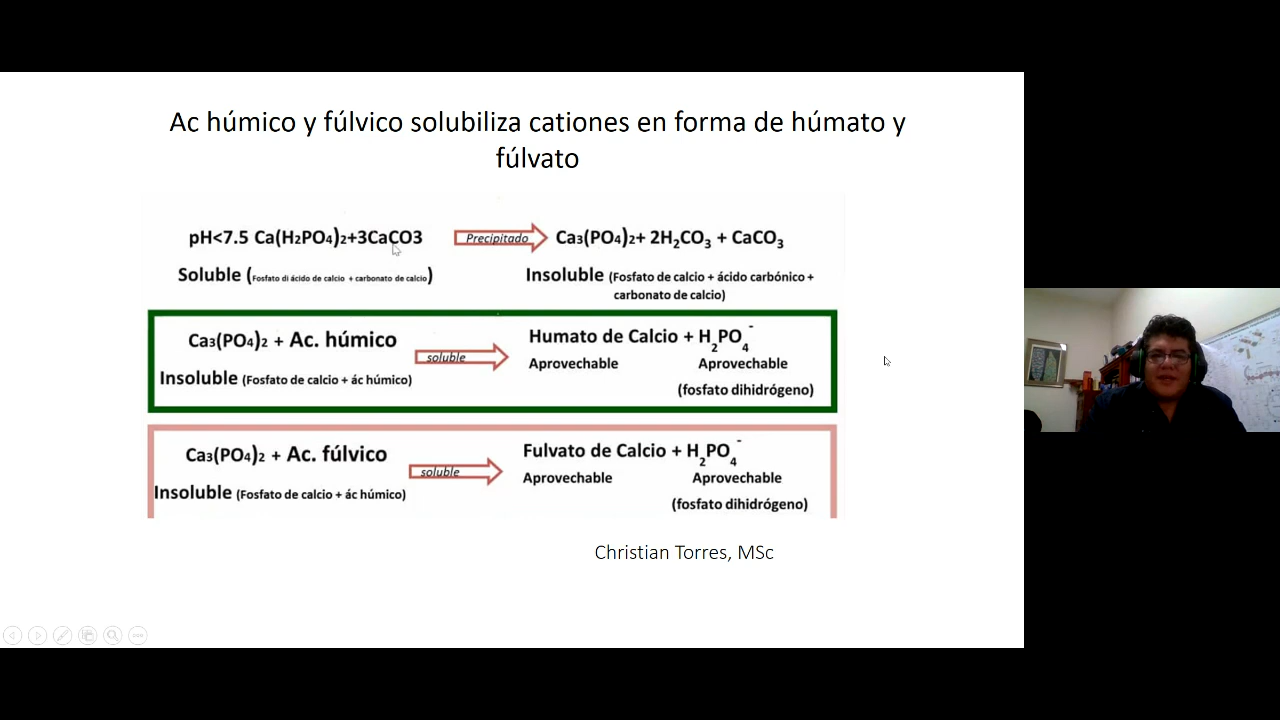 Ac húmico y fúlvico solubiliza cationes en forma de húmato y
fúlvato
pH<7.5 Ca(H₂PO₄)₂+3CaCO3 Precipitado Ca₃(PO₄)₂+ 2H₂CO₃ + CaCO₃
Soluble (Fosfato di ácido de calcio + carbonato de calcio) Insoluble (Fosfato de calcio + ácido carbónico +
carbonato de calcio)
Ca₃(PO₄)₂ + Ac. húmico soluble Humato de Calcio + H₂PO₄⁻
Aprovechable Aprovechable
Insoluble (Fosfato de calcio + ác húmico) (fosfato dihidrógeno)
Ca₃(PO₄)₂ + Ac. fúlvico soluble Fulvato de Calcio + H₂PO₄⁻
Aprovechable Aprovechable
Insoluble (Fosfato de calcio + ác húmico) (fosfato dihidrógeno)
Christian Torres, MSc